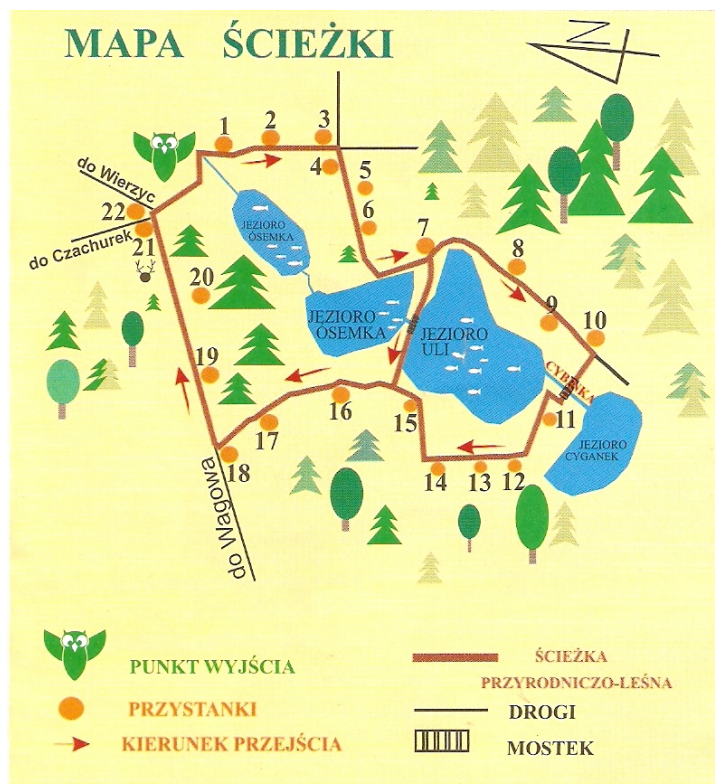 MAPA ŚCIEŻKI
N
1
2
3
4
5
6
7
8
9
10
11
12
13
14
15
16
17
18
19
20
21
22
do Wierzyc
do Czachurek
do Wagowa
JEZIORO
ÓSEMKA
JEZIORO
ÓSEMKA
JEZIORO
ULI
CYBINKA
JEZIORO
CYGANEK
PUNKT WYJŚCIA
PRZYSTANKI
KIERUNEK PRZEJŚCIA
ŚCIEŻKA
PRZYRODNICZO-LEŚNA
DROGI
MOSTEK